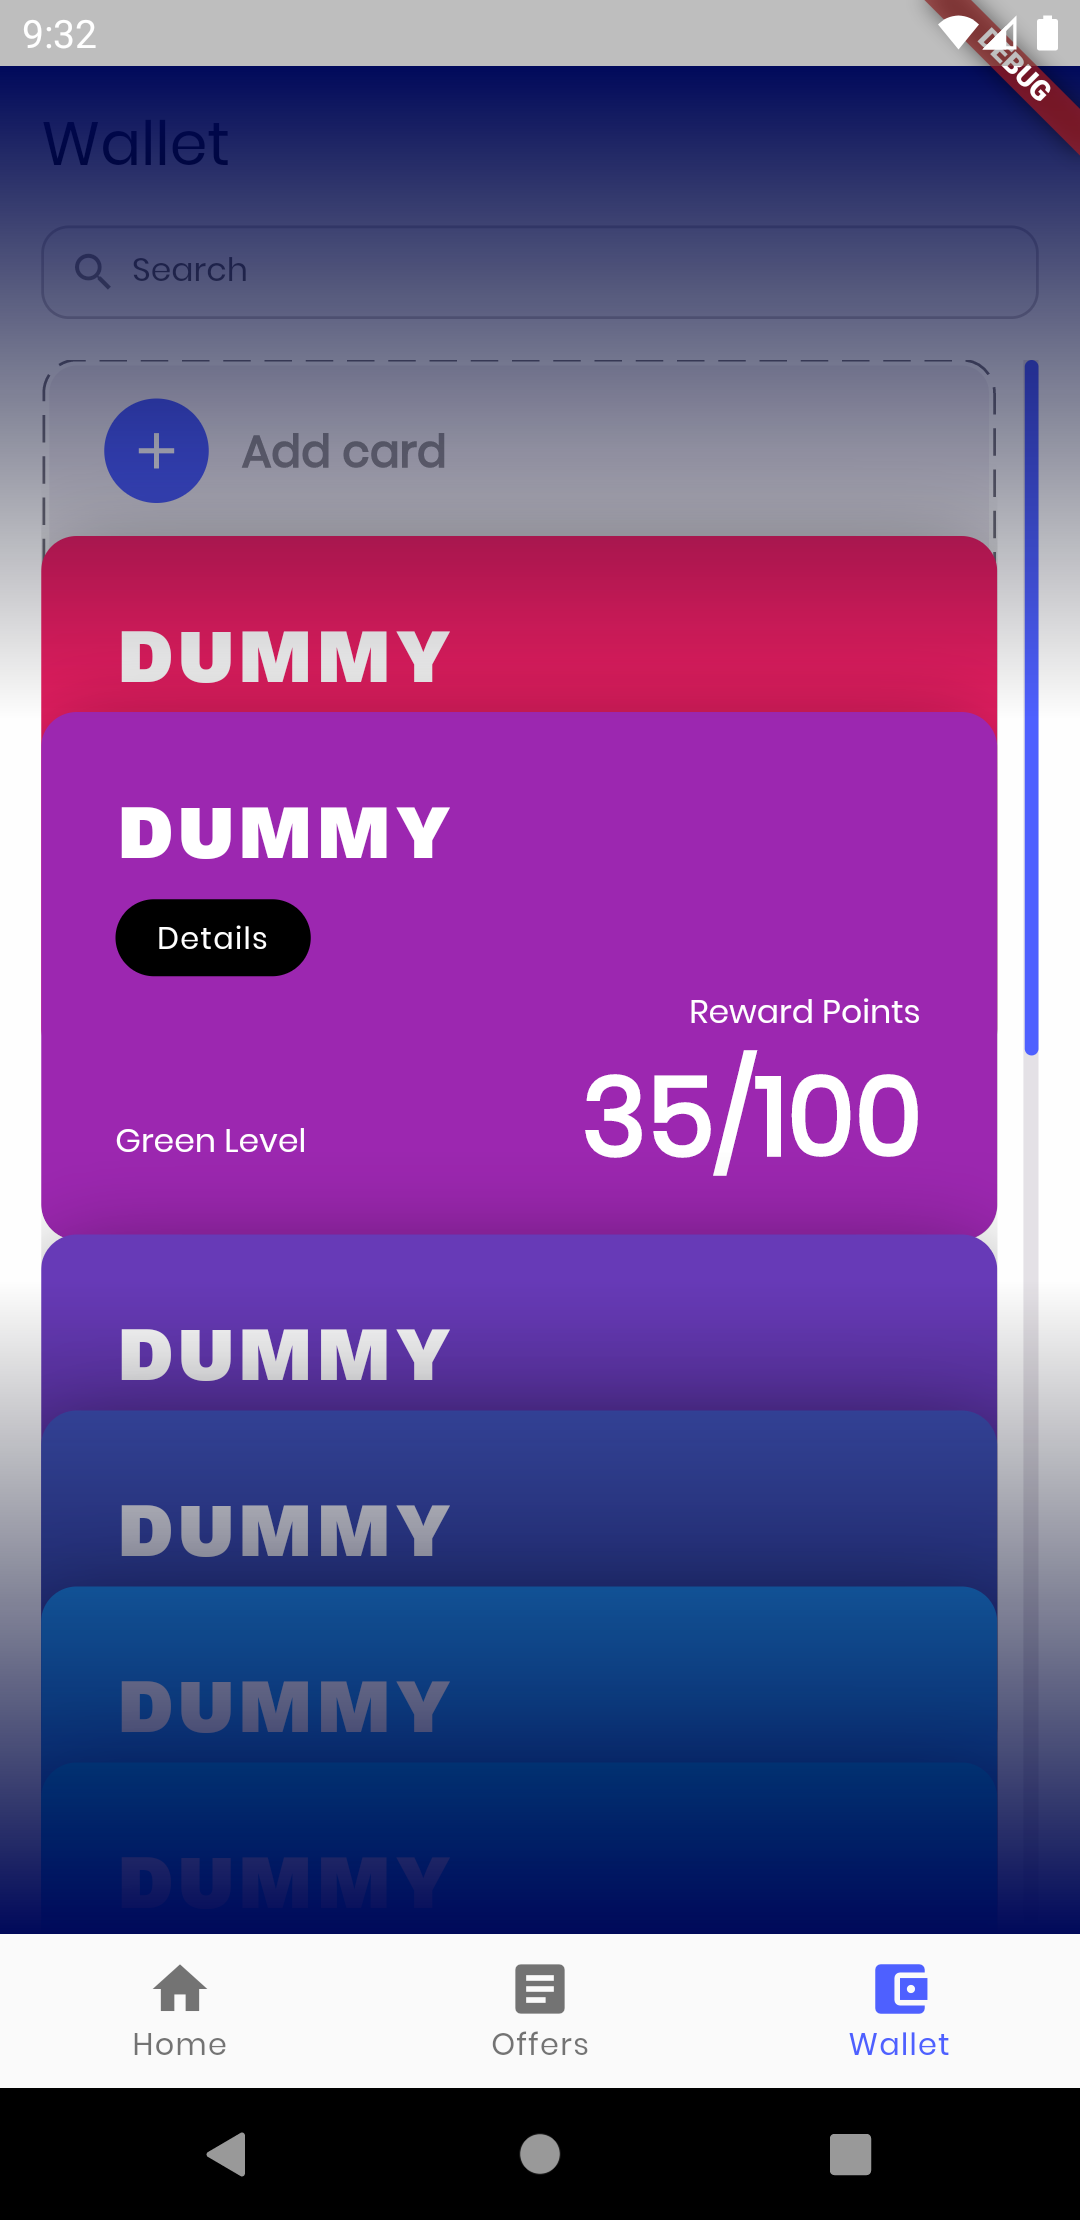 9:32
DEBUG
Wallet
Search
Add card
DUMMY
DUMMY
Details
Reward Points
35/100
Green Level
DUMMY
DUMMY
DUMMY
DUMMY
Home
Offers
Wallet